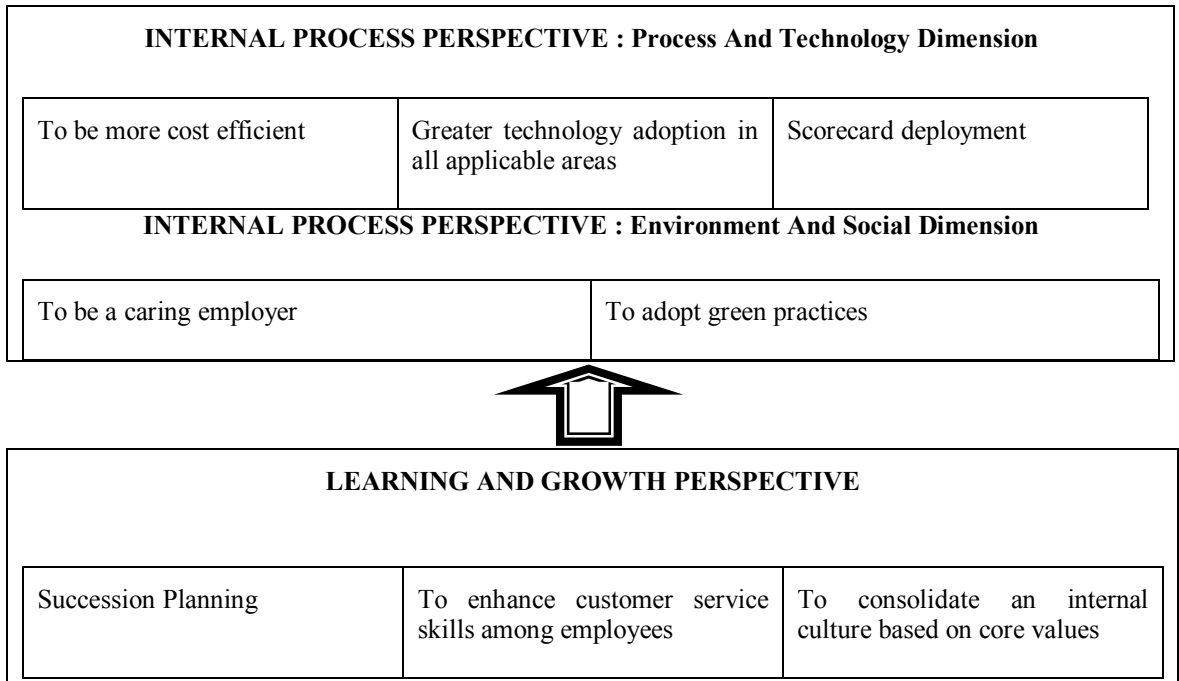 INTERNAL PROCESS PERSPECTIVE : Process And Technology Dimension
To be more cost efficient
Greater technology adoption in
all applicable areas
Scorecard deployment
INTERNAL PROCESS PERSPECTIVE : Environment And Social Dimension
To be a caring employer
To adopt green practices
LEARNING AND GROWTH PERSPECTIVE
Succession Planning
To enhance customer service
skills among employees
To consolidate an internal
culture based on core values